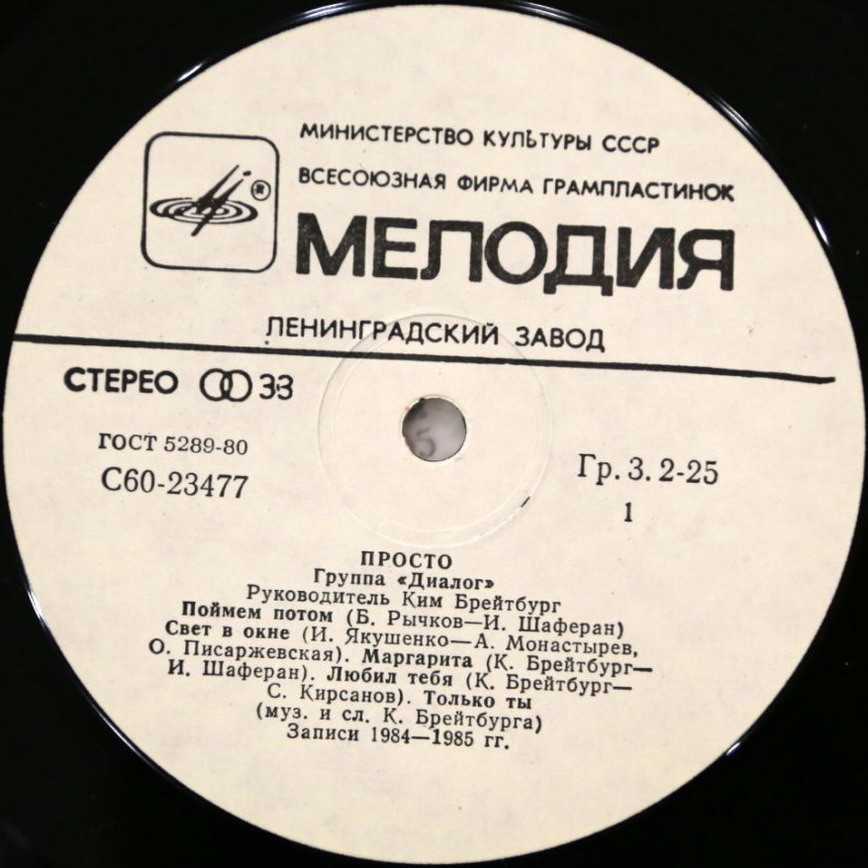 МИНИСТЕРСТВО КУЛЬТУРЫ СССР
ВСЕСОЮЗНАЯ ФИРМА ГРАМПЛАСТИНОК
®
МЕЛОДИЯ
ЛЕНИНГРАДСКИЙ ЗАВОД
СТЕРЕО 33
ГОСТ 5289-80
С60-23477
Гр. 3. 2-25
1
ПРОСТО
Группа «Диалог»
Руководитель Ким Брейтбург
Поймем потом (Б. Рычков—И. Шаферан)
Свет в окне (И. Якушенко—А. Монастырев,
О. Писаржевская). Маргарита (К. Брейтбург—
И. Шаферан). Любил тебя (К. Брейтбург—
С. Кирсанов). Только ты
(муз. и сл. К. Брейтбурга)
Записи 1984—1985 гг.